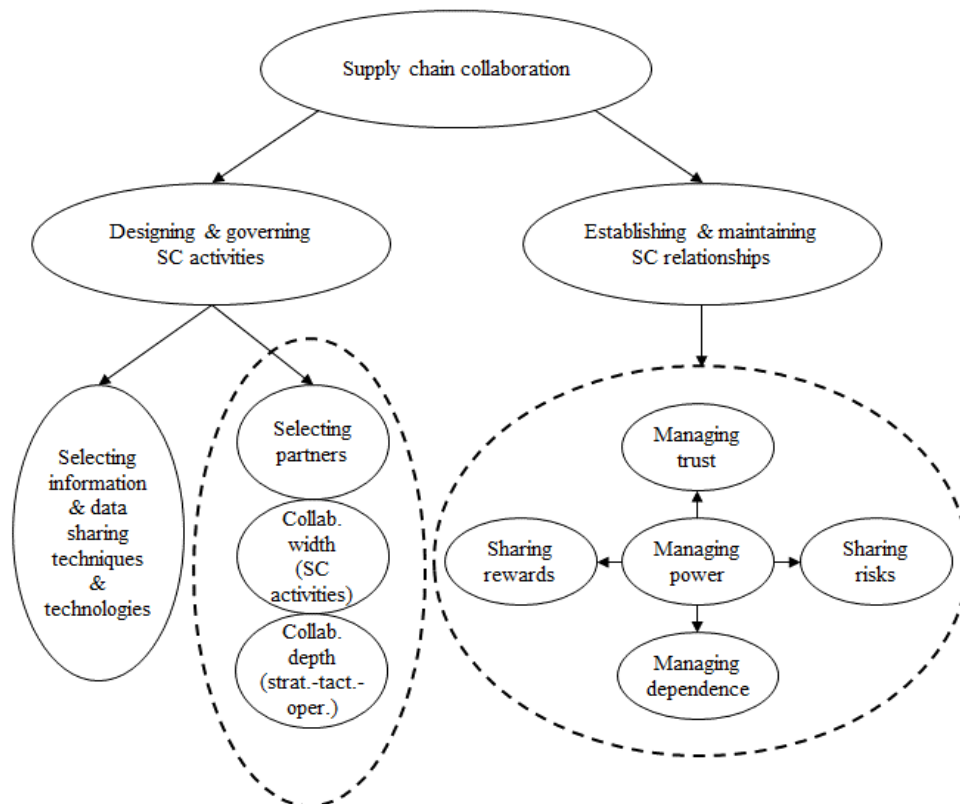 Supply chain collaboration
Designing & governing
SC activities
Establishing & maintaining
SC relationships
Selecting
information
& data
sharing
techniques
&
technologies
Selecting
partners
Collab.
width
(SC
activities)
Collab.
depth
(strat.-tact.-
oper.)
Managing
trust
Sharing
rewards
Managing
power
Sharing
risks
Managing
dependence